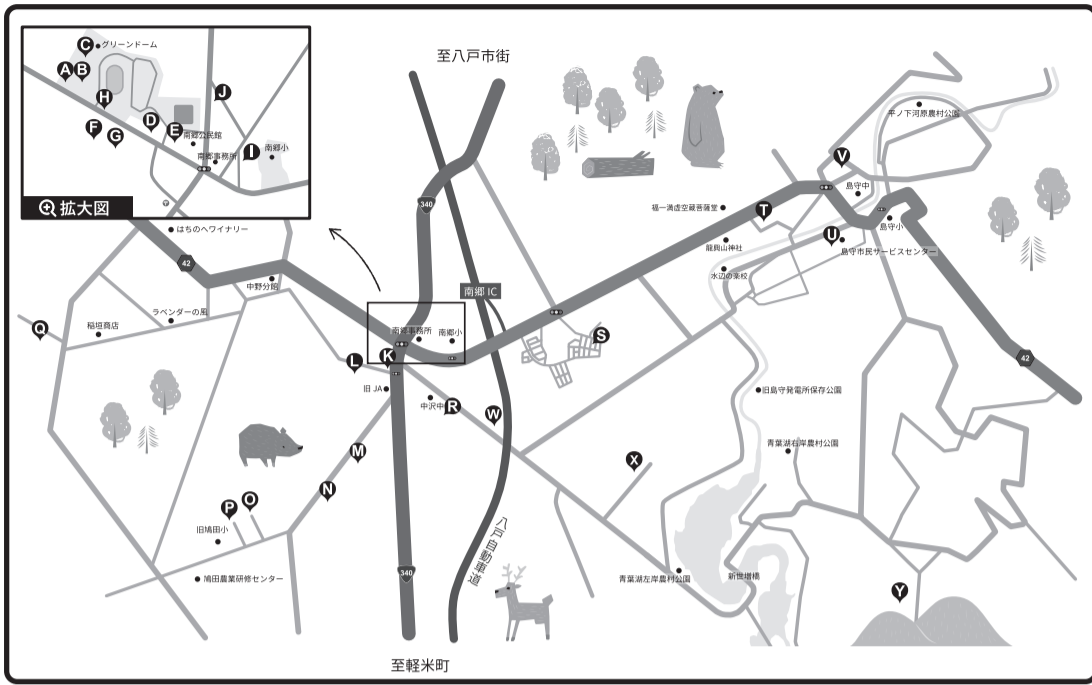 C
グリーンドーム
A
B
H
J
F
G
D
E
南郷公民館
南郷事務所
I
南郷小
拡大図
至八戸市街
340
平ノ下河原農村公園
V
島守中
福一満虚空蔵菩薩堂
T
龍興山神社
島守小
U
島守市民サービスセンター
水辺の楽校
はちのへワイナリー
42
中野分館
南郷 IC
ラベンダーの風
稲垣商店
Q
南郷事務所
南郷小
K
L
S
42
旧 JA
中沢中
R
W
旧島守発電所保存公園
青葉湖右岸農村公園
M
X
N
P
O
旧鳩田小
鳩田農業研修センター
八戸自動車道
340
青葉湖左岸農村公園
新世増橋
Y
至軽米町